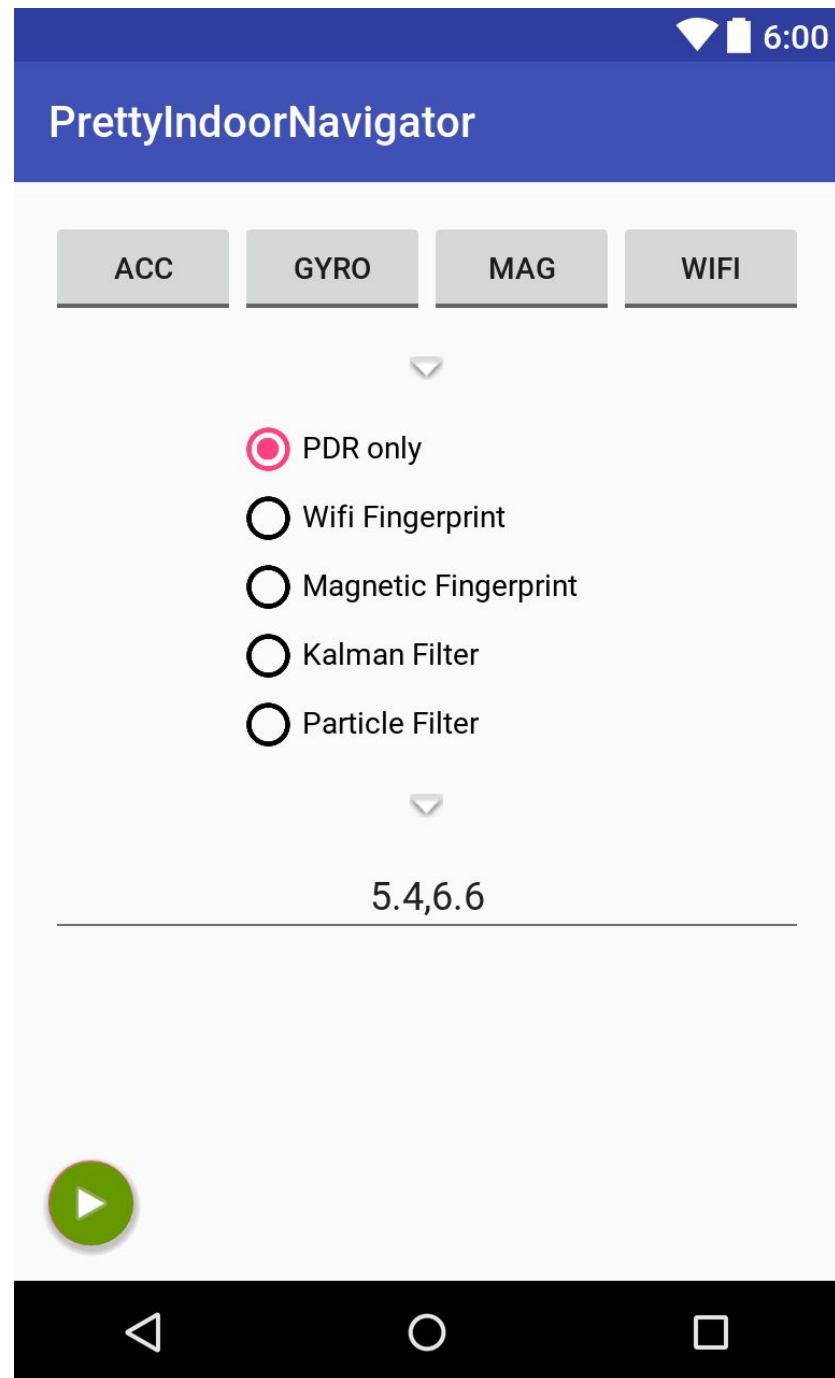 6:00
PrettyIndoorNavigator
ACC GYRO MAG WIFI
PDR only
Wifi Fingerprint
Magnetic Fingerprint
Kalman Filter
Particle Filter
5.4,6.6